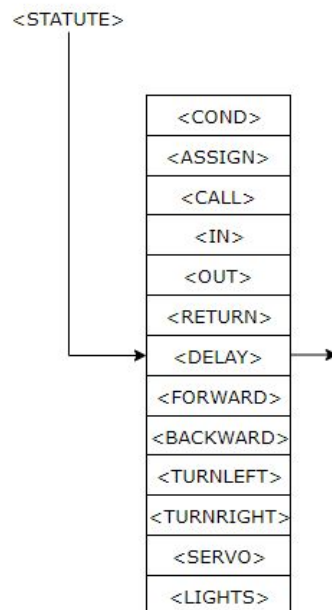 <STATUTE>
<COND>
<ASSIGN>
<CALL>
<IN>
<OUT>
<RETURN>
<DELAY>
<FORWARD>
<BACKWARD>
<TURNLEFT>
<TURNRIGHT>
<SERVO>
<LIGHTS>